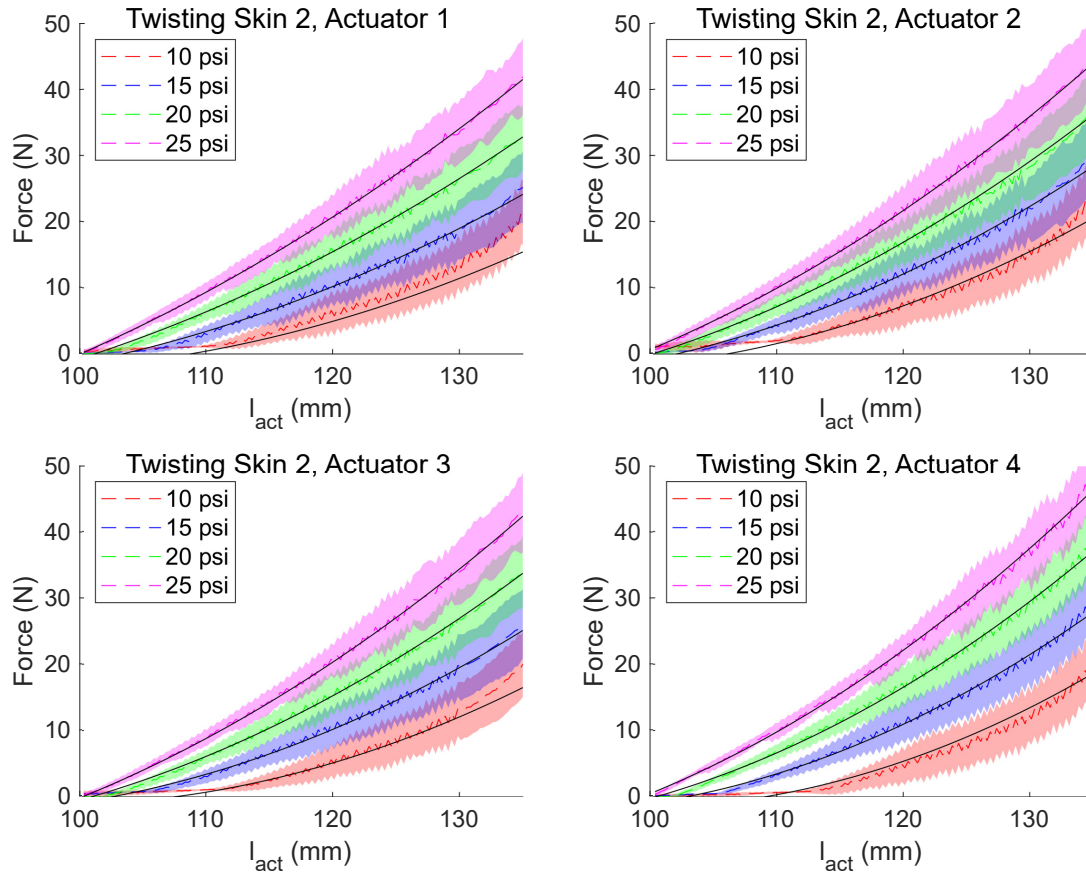 Twisting Skin 2, Actuator 1
50
40
30
20
10
0
Force (N)
10 psi
15 psi
20 psi
25 psi
100
110
120
130
l_act (mm)
Twisting Skin 2, Actuator 2
50
40
30
20
10
0
Force (N)
10 psi
15 psi
20 psi
25 psi
100
110
120
130
l_act (mm)
Twisting Skin 2, Actuator 3
50
40
30
20
10
0
Force (N)
10 psi
15 psi
20 psi
25 psi
100
110
120
130
l_act (mm)
Twisting Skin 2, Actuator 4
50
40
30
20
10
0
Force (N)
10 psi
15 psi
20 psi
25 psi
100
110
120
130
l_act (mm)